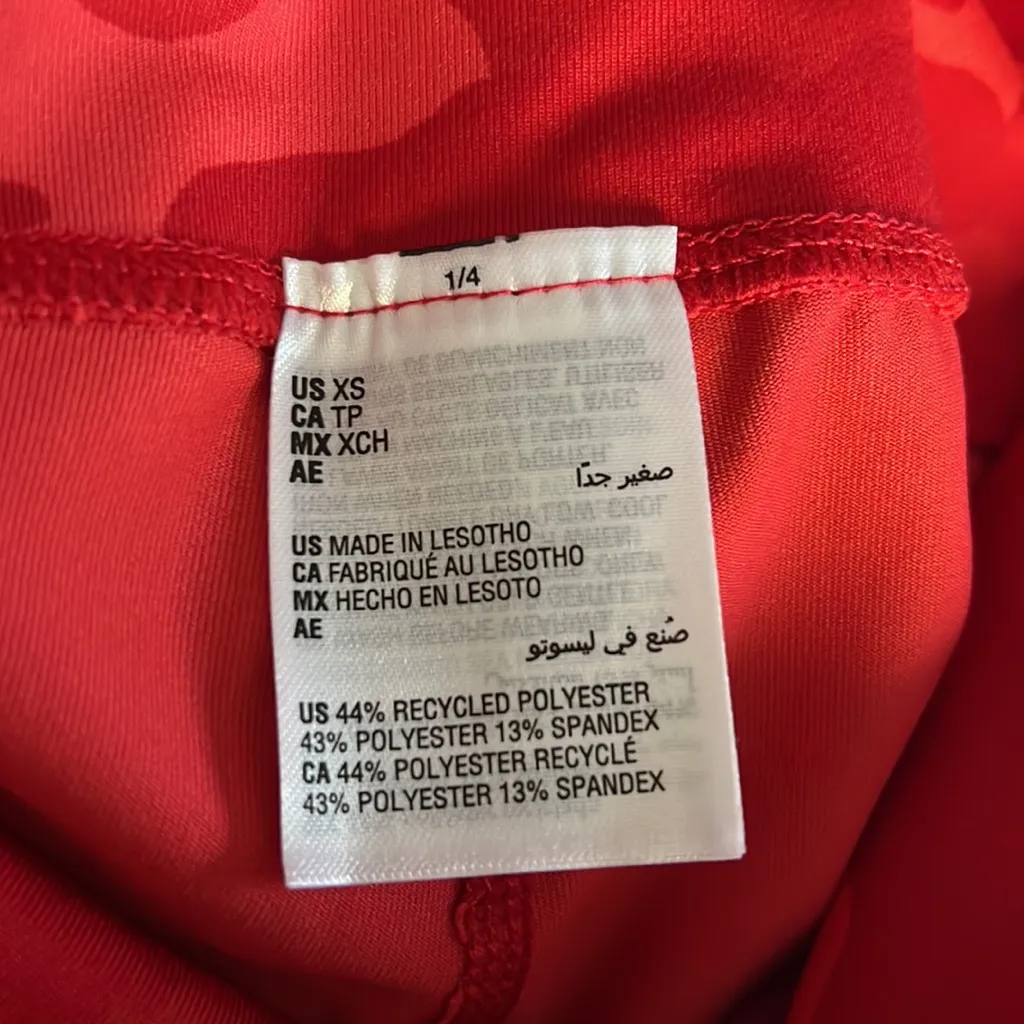 1/4
US XS
CA TP
MX XCH
AE صغير جدًا
US MADE IN LESOTHO
CA FABRIQUÉ AU LESOTHO
MX HECHO EN LESOTO
AE صُنع في ليسوتو
US 44% RECYCLED POLYESTER
43% POLYESTER 13% SPANDEX
CA 44% POLYESTER RECYCLÉ
43% POLYESTER 13% SPANDEX